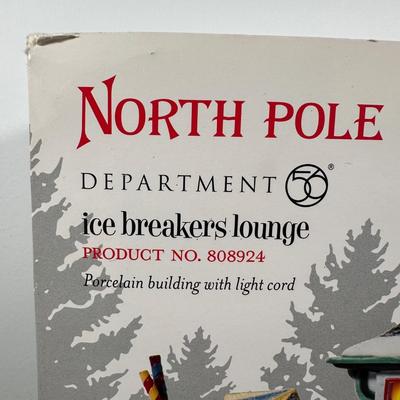 NORTH POLE
DEPARTMENT 56®
ice breakers lounge
PRODUCT NO. 808924
Porcelain building with light cord